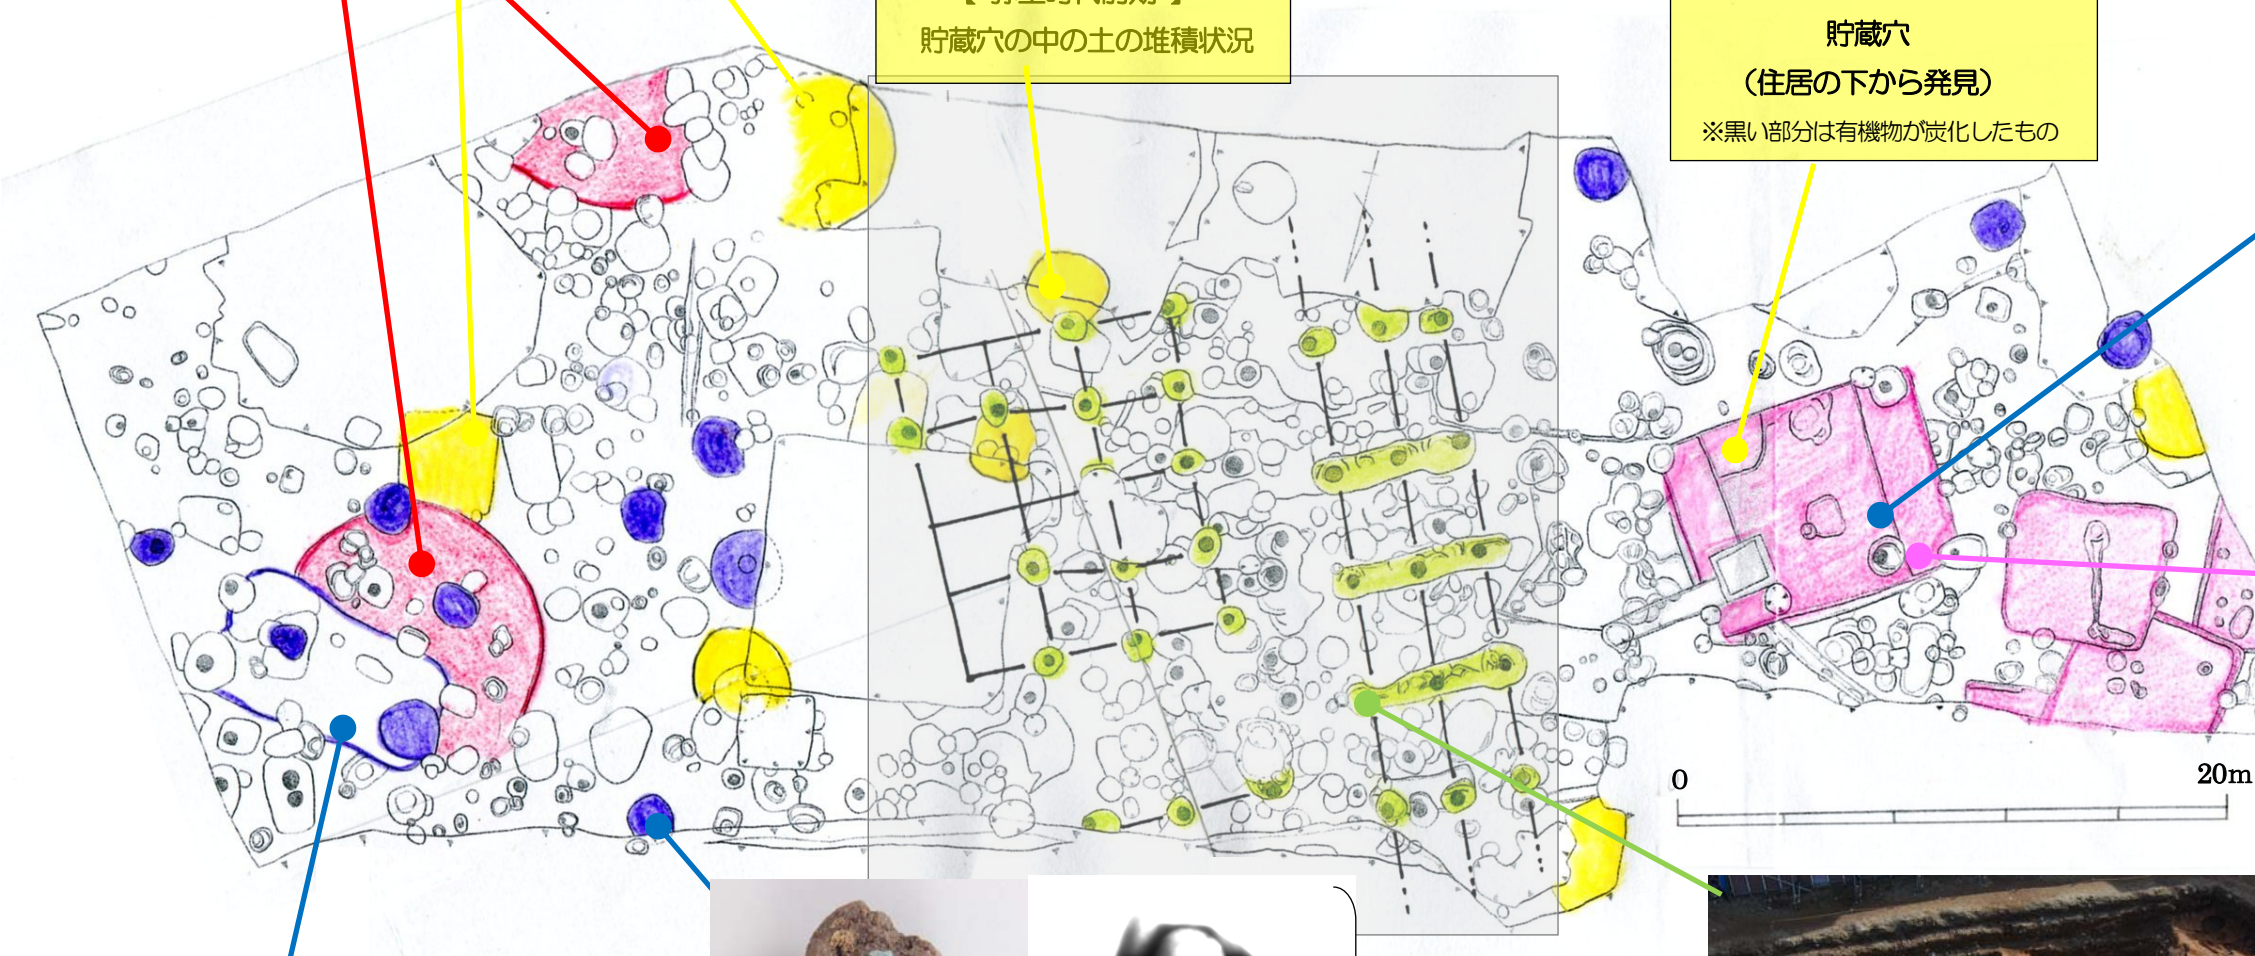 貯蔵穴の中の土の堆積状況
貯蔵穴
（住居の下から発見）
※黒い部分は有機物が炭化したもの
0
20m